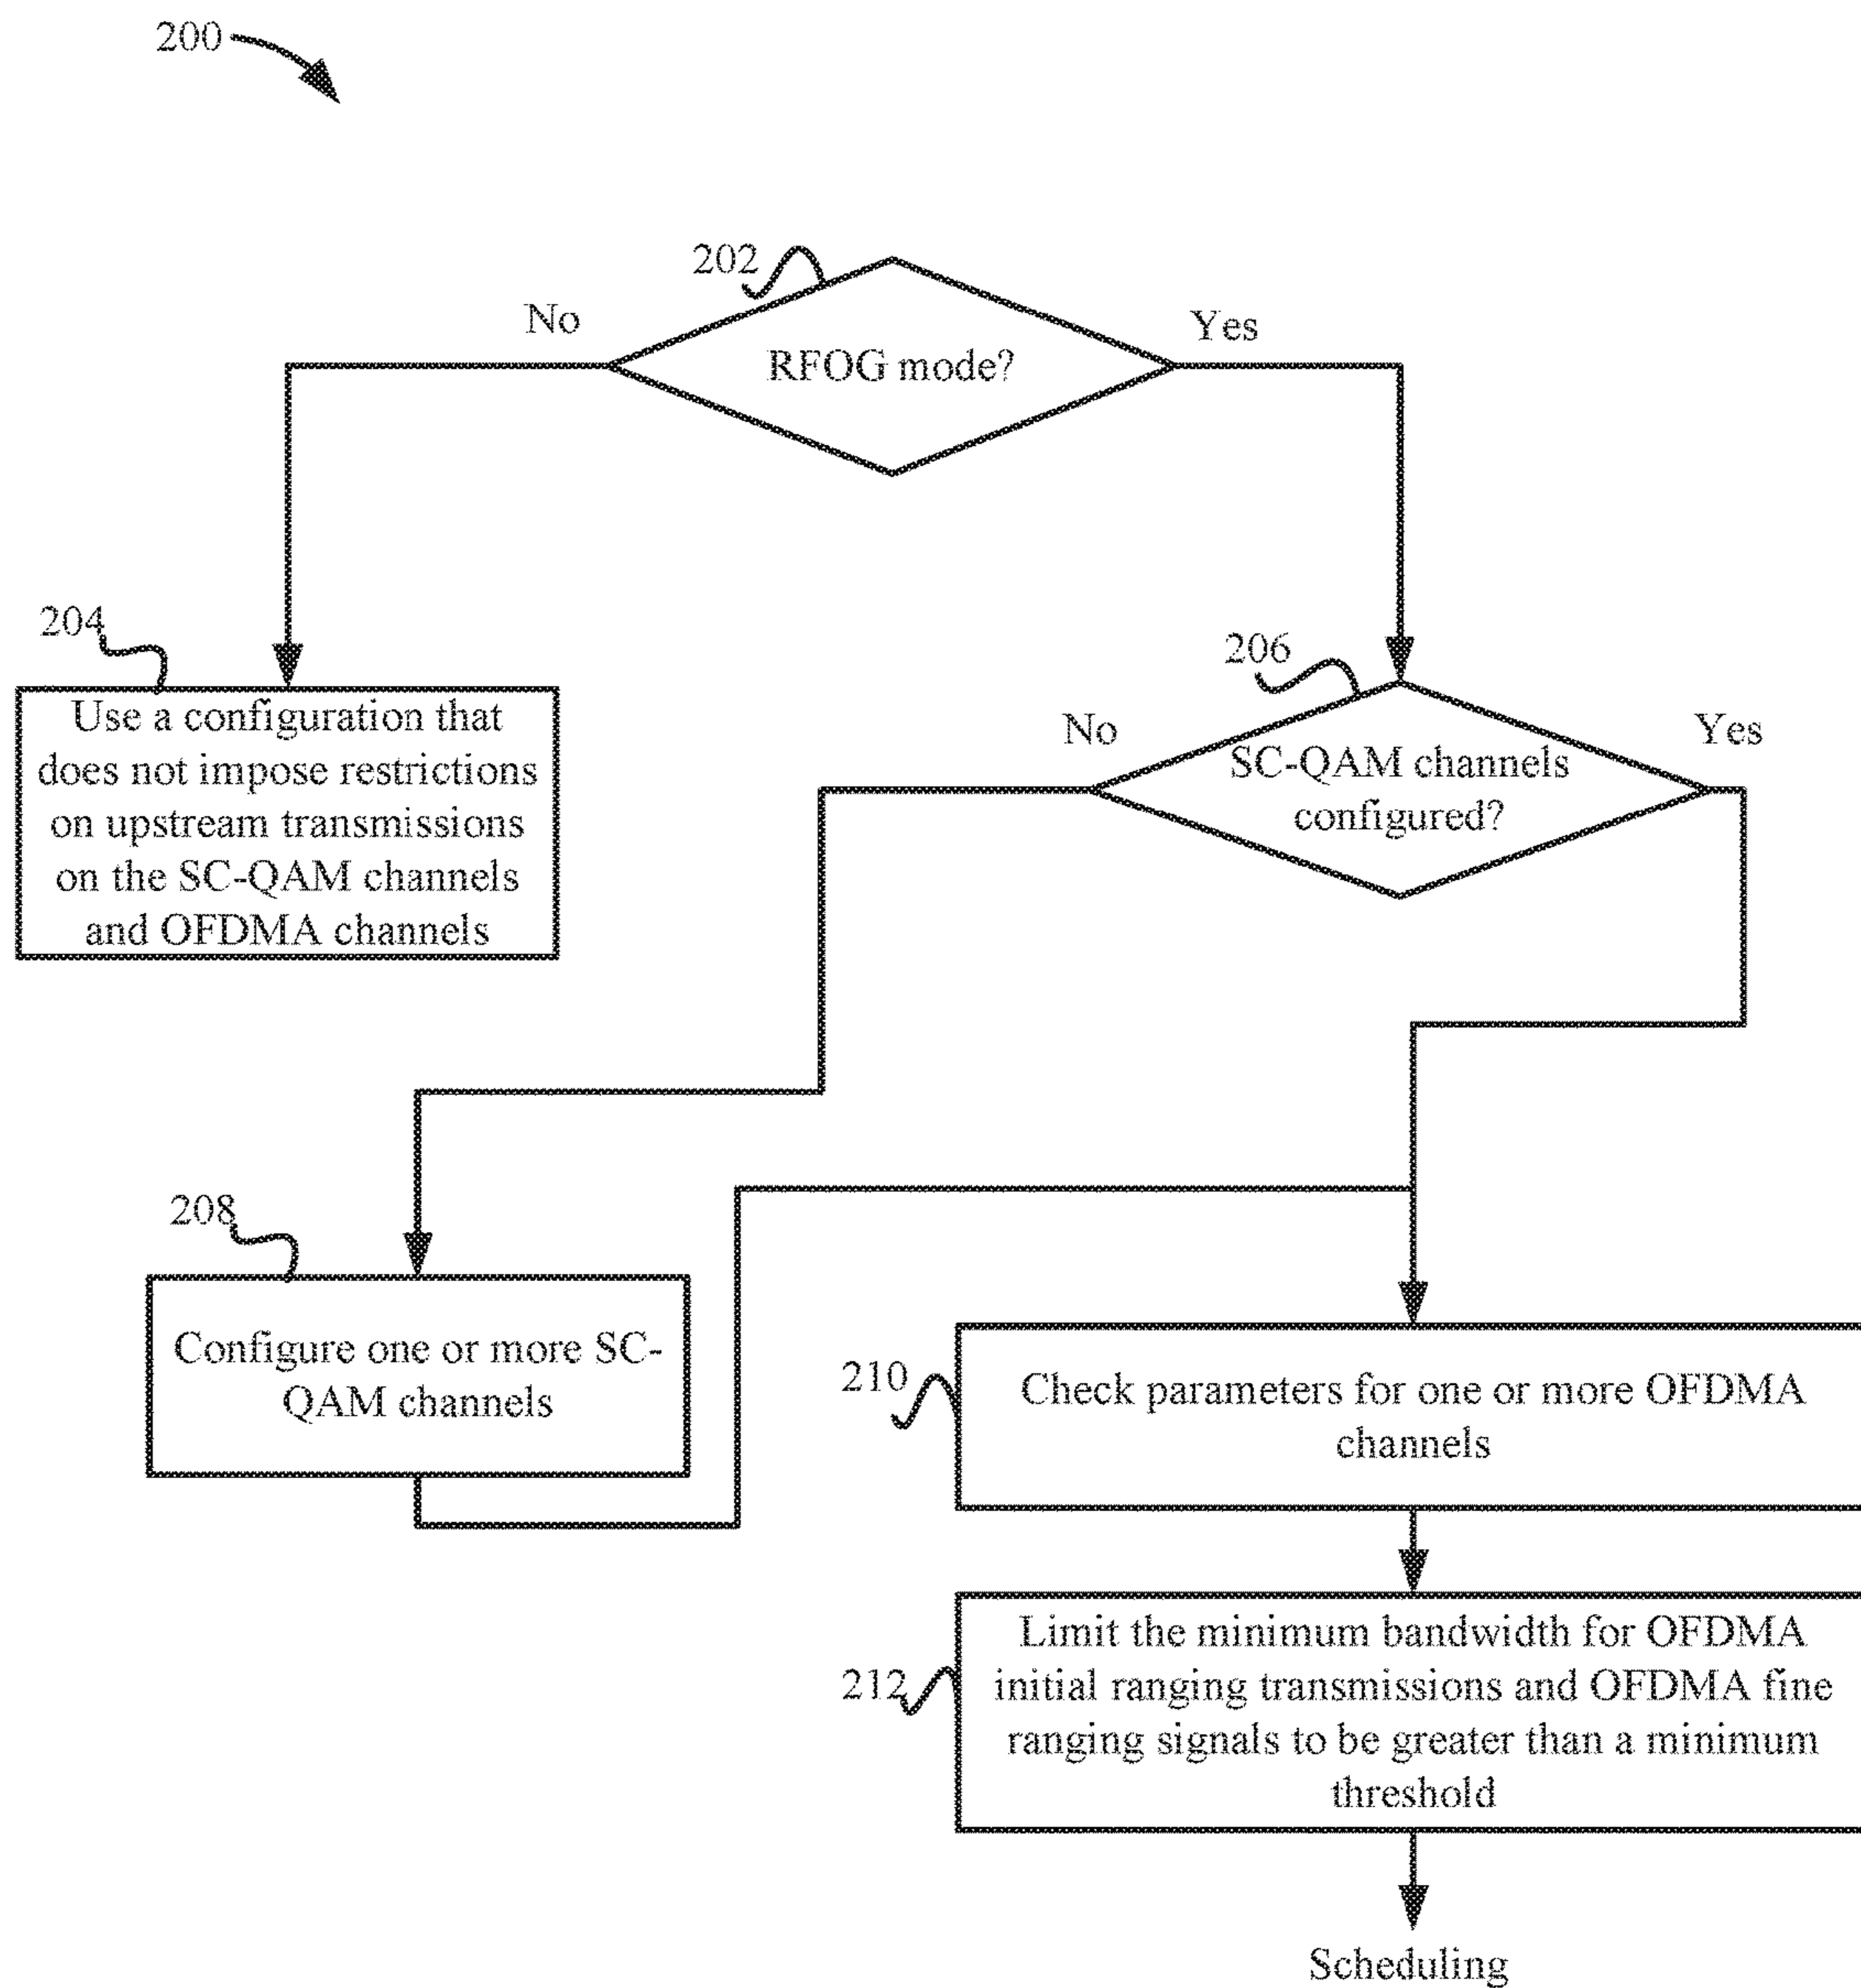 200
202
No
Yes
RFOG mode?
204
Use a configuration that
does not impose restrictions
on upstream transmissions
on the SC-QAM channels
and OFDMA channels
206
No
Yes
SC-QAM channels
configured?
208
Configure one or more SC-
QAM channels
210
Check parameters for one or more OFDMA
channels
212
Limit the minimum bandwidth for OFDMA
initial ranging transmissions and OFDMA fine
ranging signals to be greater than a minimum
threshold
Scheduling